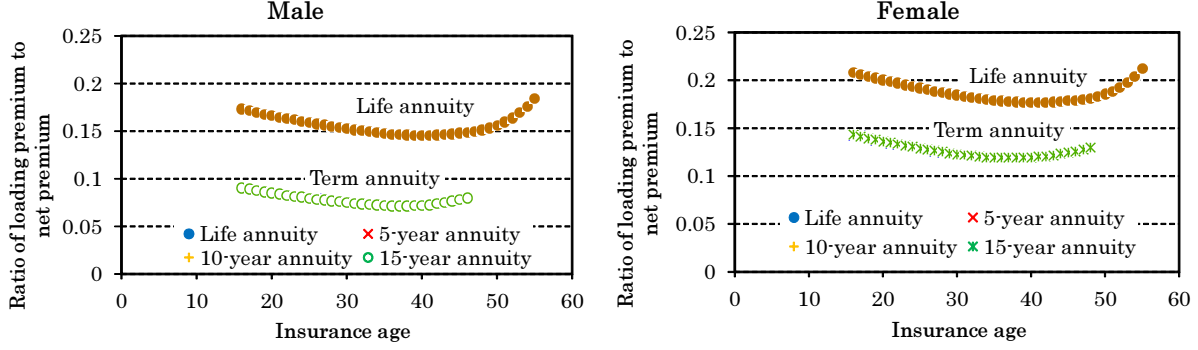 Male
Ratio of loading premium to
net premium
0.25
0.2
0.15
0.1
0.05
0
Life annuity
Term annuity
Life annuity
5-year annuity
10-year annuity
15-year annuity
0 10 20 30 40 50 60
Insurance age
Female
Ratio of loading premium to
net premium
0.25
0.2
0.15
0.1
0.05
0
Life annuity
Term annuity
Life annuity
5-year annuity
10-year annuity
15-year annuity
0 10 20 30 40 50 60
Insurance age